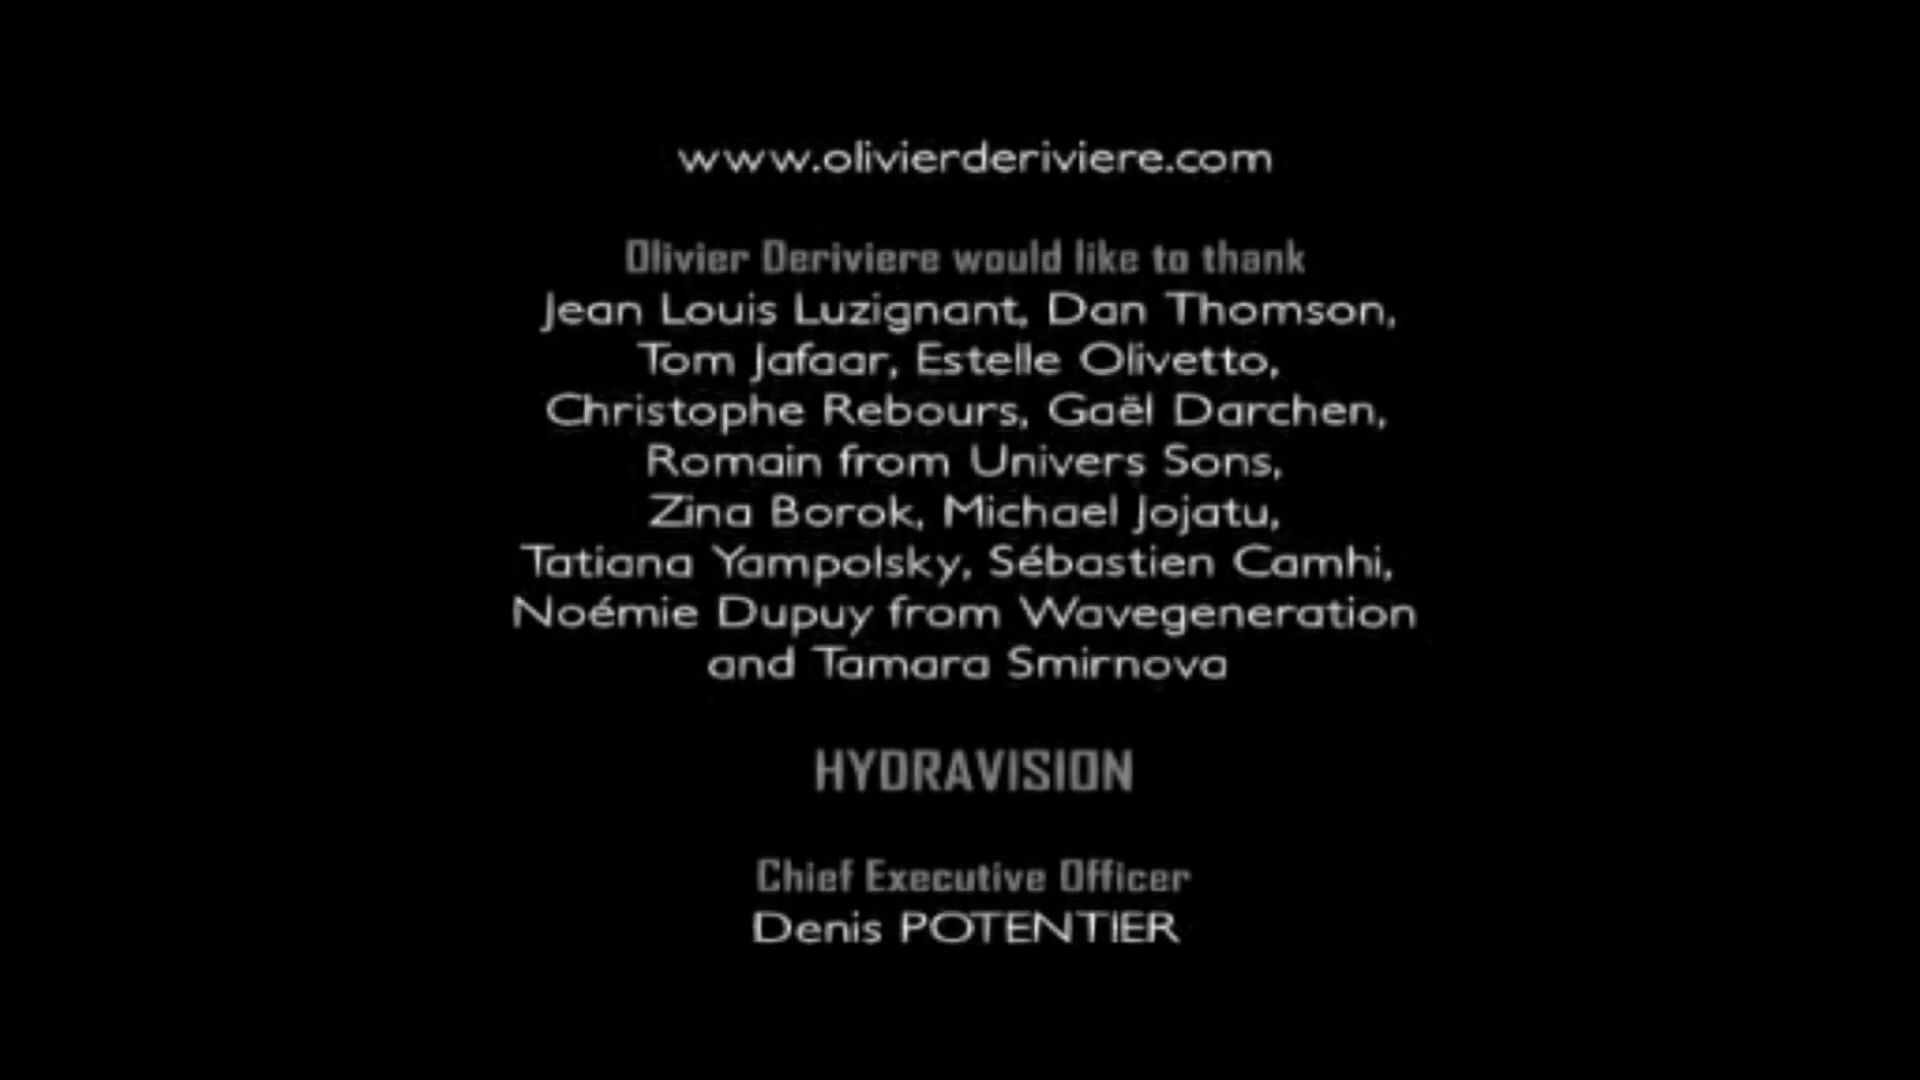 www.olivierderiviere.com
Olivier Deriviere would like to thank
Jean Louis Luzignant, Dan Thomson,
Tom Jafaar, Estelle Olivetto,
Christophe Rebours, Gaël Darchen,
Romain from Univers Sons,
Zina Borok, Michael Jojatu,
Tatiana Yampolsky, Sébastien Camhi,
Noémie Dupuy from Wavegeneration
and Tamara Smirnova
HYDRAVISION
Chief Executive Officer
Denis POTENTIER